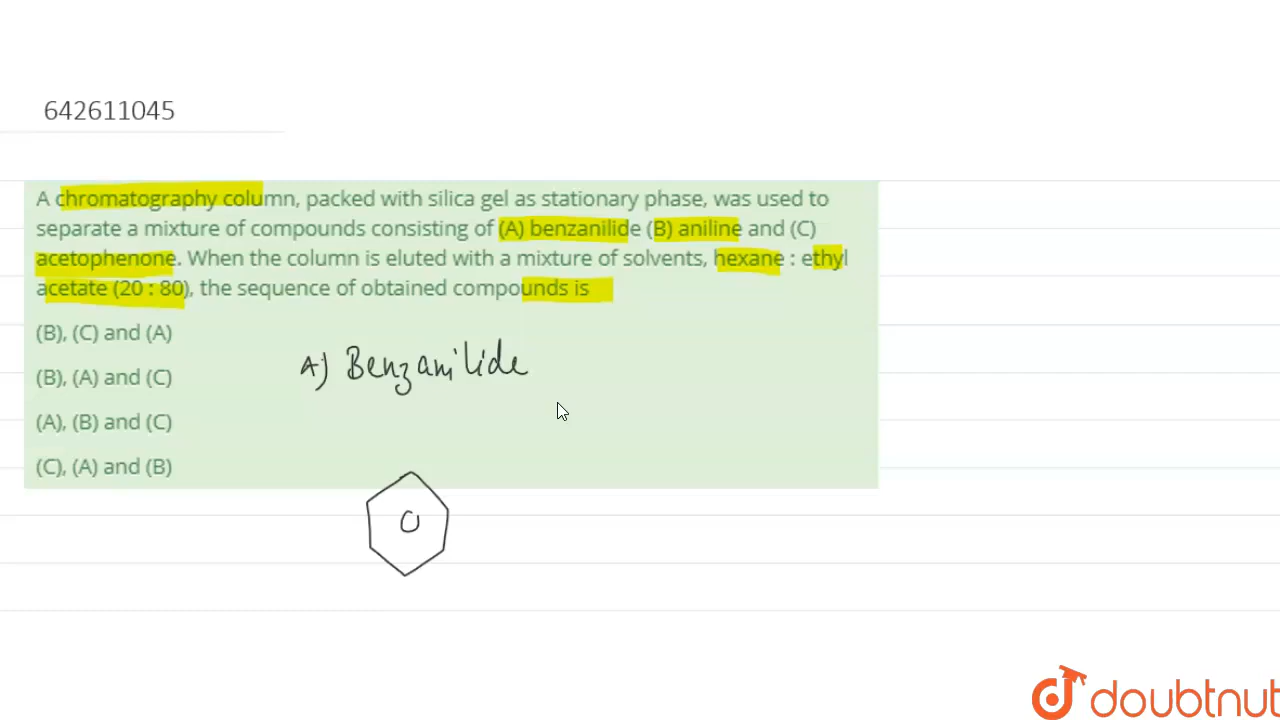 642611045
A chromatography column, packed with silica gel as stationary phase, was used to
separate a mixture of compounds consisting of (A) benzanilide (B) aniline and (C)
acetophenone. When the column is eluted with a mixture of solvents, hexane : ethyl
acetate (20 : 80), the sequence of obtained compounds is
(B), (C) and (A)
(B), (A) and (C)
(A), (B) and (C)
(C), (A) and (B)
A) Benzanilide
doubtnut